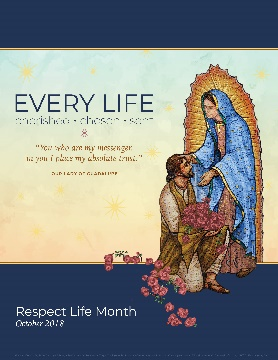 EVERY LIFE
cherished • chosen • sent
"You who are my messenger,
in you I place my absolute trust."
OUR LADY OF GUADALUPE
Respect Life Month
October 2018